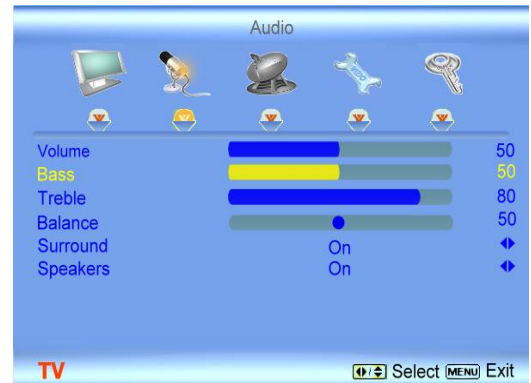 Audio
Volume 50
Bass 50
Treble 80
Balance 50
Surround On
Speakers On
TV Select MENU Exit